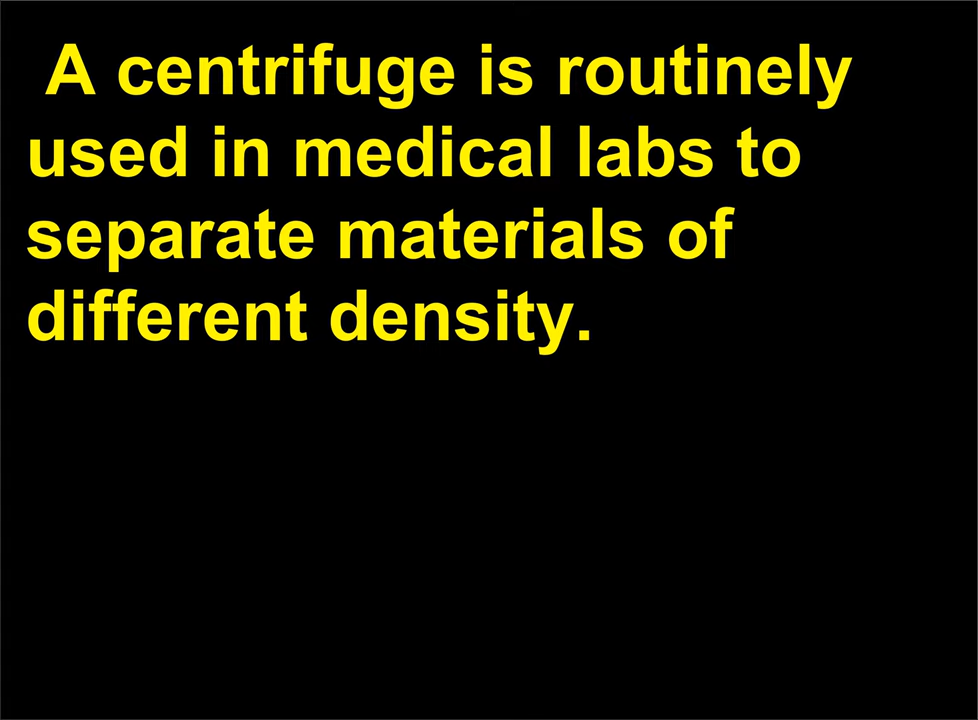 A centrifuge is routinely
used in medical labs to
separate materials of
different density.